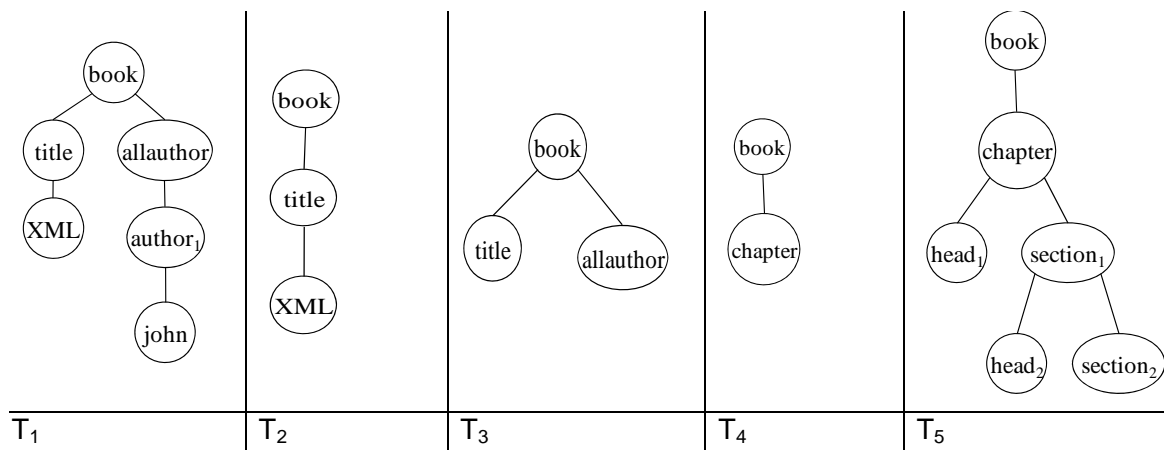 book
title
allauthor
XML
author₁
john
T₁
book
title
XML
T₂
book
title
allauthor
T₃
book
chapter
T₄
book
chapter
head₁
section₁
head₂
section₂
T₅